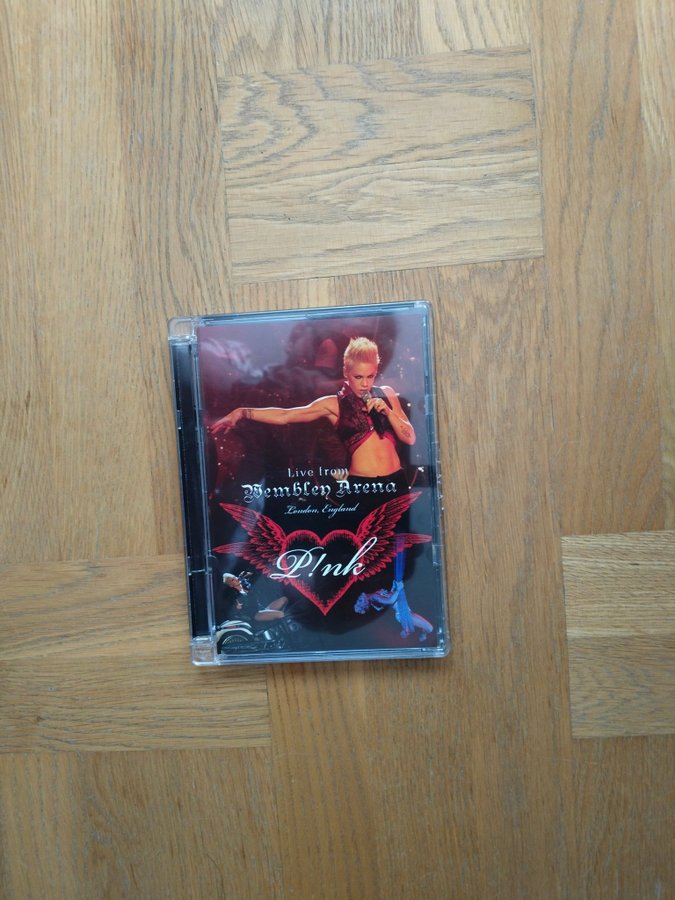 Live from
Wembley Arena
London, England
P!nk